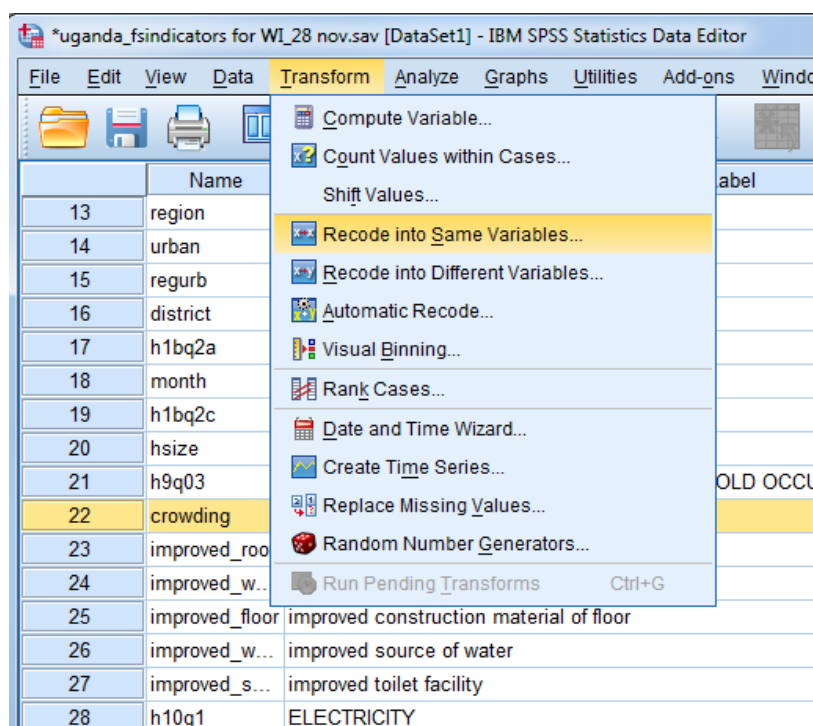 *uganda_fsindicators for WI_28 nov.sav [DataSet1] - IBM SPSS Statistics Data Editor
File Edit View Data Transform Analyze Graphs Utilities Add-ons Windo
Compute Variable...
Count Values within Cases...
Name abel
Shift Values...
13 region
Recode into Same Variables...
14 urban
15 regurb Recode into Different Variables...
16 district Automatic Recode...
17 h1bq2a Visual Binning...
18 month Rank Cases...
19 h1bq2c Date and Time Wizard...
20 hsize Create Time Series...
21 h9q03 OLD OCCU
Replace Missing Values...
22 crowding
23 improved_roo Random Number Generators...
24 improved_w... Run Pending Transforms Ctrl+G
25 improved_floor improved construction material of floor
26 improved_w... improved source of water
27 improved_s... improved toilet facility
28 h10q1 ELECTRICITY